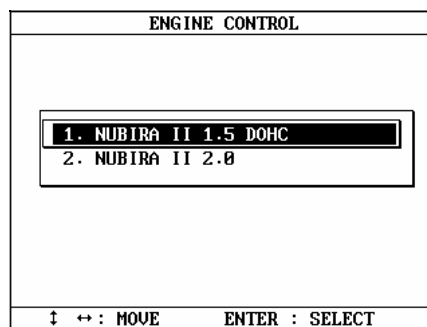 ENGINE CONTROL
1. NUBIRA II 1.5 DOHC
2. NUBIRA II 2.0
↕ ↔ : MOVE ENTER : SELECT